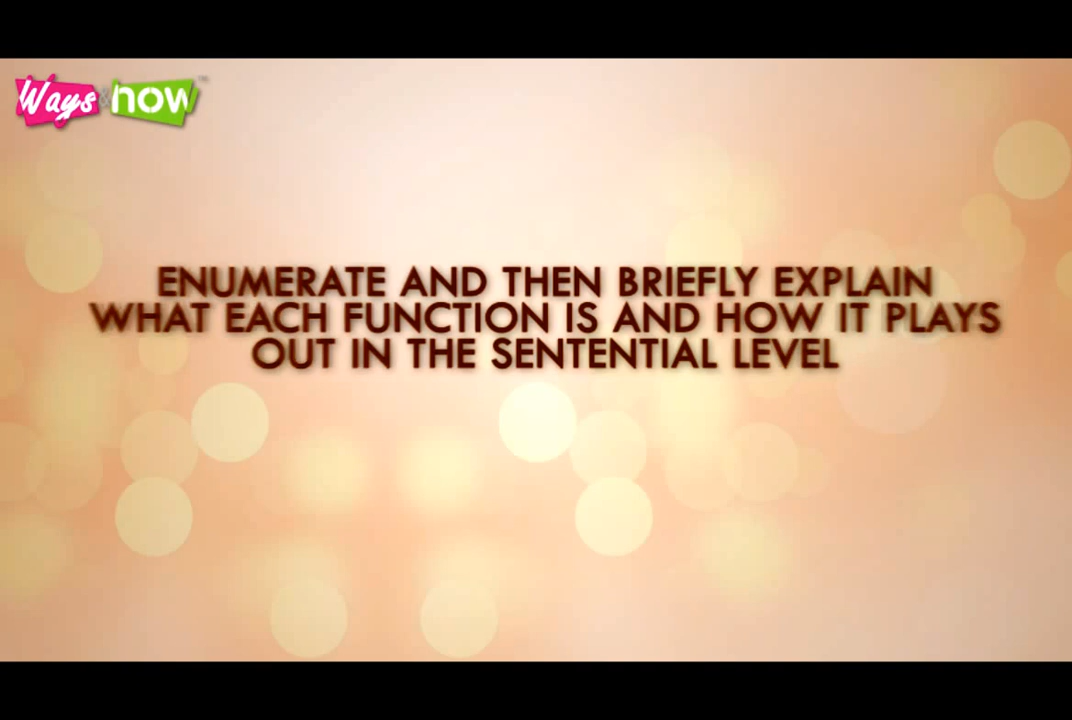 Ways & how
ENUMERATE AND THEN BRIEFLY EXPLAIN
WHAT EACH FUNCTION IS AND HOW IT PLAYS
OUT IN THE SENTENTIAL LEVEL